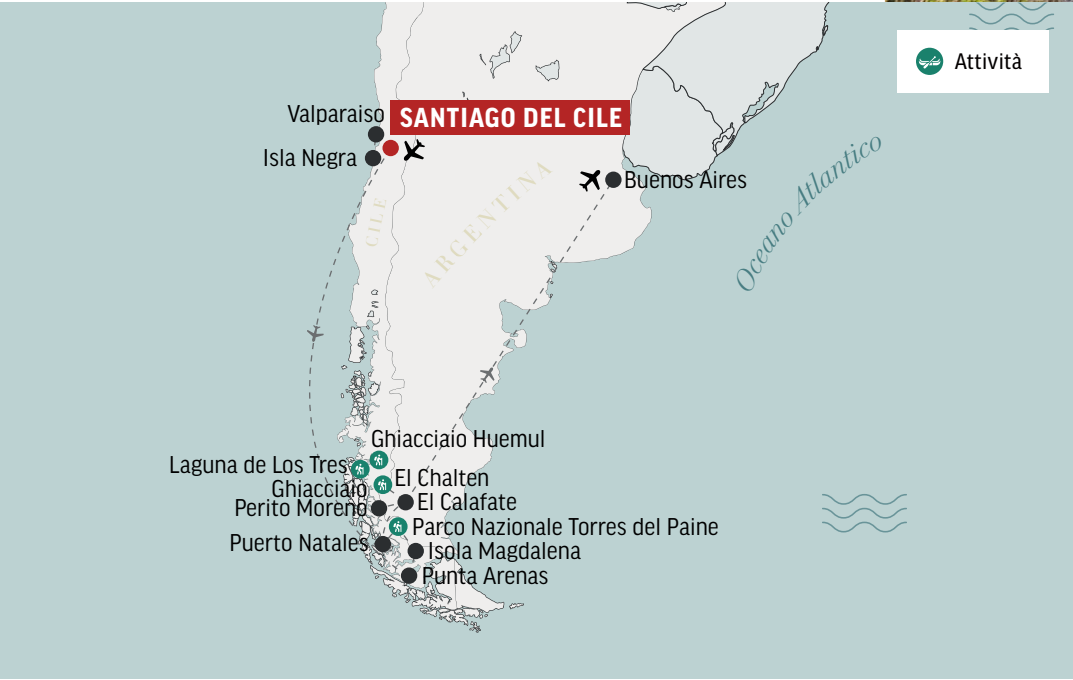 Attività
Valparaiso
SANTIAGO DEL CILE
Isla Negra
Buenos Aires
CILE
ARGENTINA
Oceano Atlantico
Ghiacciaio Huemul
Laguna de Los Tres
El Chalten
Ghiacciaio
Perito Moreno
El Calafate
Parco Nazionale Torres del Paine
Puerto Natales
Isola Magdalena
Punta Arenas